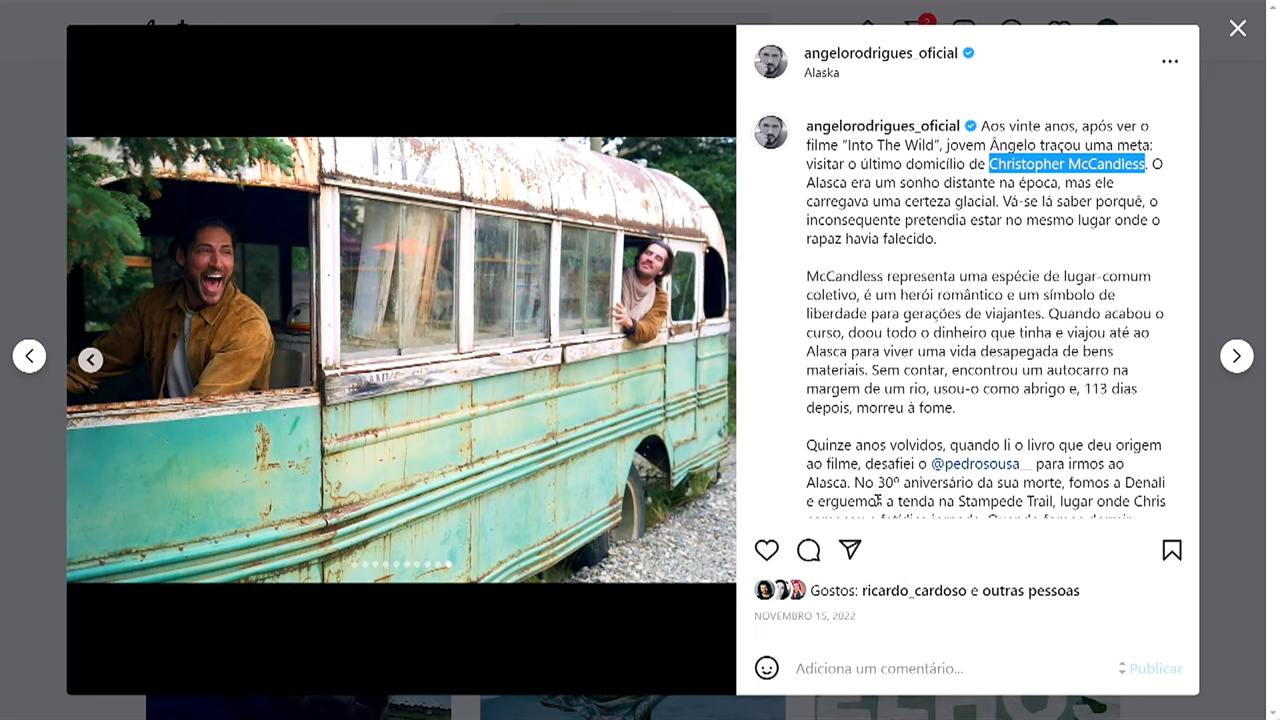 2
angelorodrigues_oficial
Alaska
angelorodrigues_oficial Aos vinte anos, após ver o
filme "Into The Wild", jovem Ângelo traçou uma meta:
visitar o último domicílio de Christopher McCandless. O
Alasca era um sonho distante na época, mas ele
carregava uma certeza glacial. Vá-se lá saber porquê, o
inconsequente pretendia estar no mesmo lugar onde o
rapaz havia falecido.
McCandless representa uma espécie de lugar-comum
coletivo, é um herói romântico e um símbolo de
liberdade para gerações de viajantes. Quando acabou o
curso, doou todo o dinheiro que tinha e viajou até ao
Alasca para viver uma vida desapegada de bens
materiais. Sem contar, encontrou um autocarro na
margem de um rio, usou-o como abrigo e, 113 dias
depois, morreu à fome.
Quinze anos volvidos, quando li o livro que deu origem
ao filme, desafiei o @pedrosousa__ para irmos ao
Alasca. No 30º aniversário da sua morte, fomos a Denali
e erguemos a tenda na Stampede Trail, lugar onde Chris
Gostos: ricardo_cardoso e outras pessoas
NOVEMBRO 15, 2022
Adiciona um comentário... Publicar